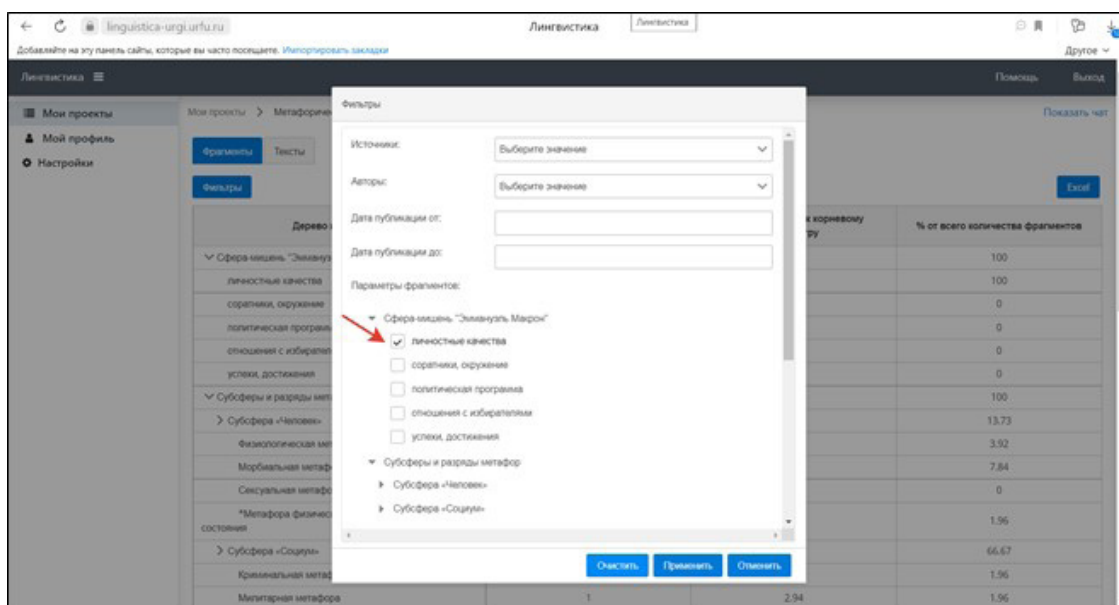 linguistica-urgi.urfu.ru Лингвистика Лингвистика
Добавляйте на эту панель сайты, которые вы часто посещаете. Импортировать закладки Другое
Лингвистика Помощь Выход
Мои проекты
Мой профиль
Настройки
Мои проекты > Метафориче Показать чат
Фрагменты Тексты
Фильтры Excel
Дерево к корневому % от всего количества фрагментов
Сфера-мишень "Эммануэ 100
личностные качества 100
соратники, окружение 0
политическая програм 0
отношения с избирател 0
успехи, достижения 0
Субсферы и разряды мет 100
Субсфера «Человек» 13.73
Физиологическая мет 3.92
Морбиальная метаф 7.84
Сексуальная метафо 0
*Метафора физичес
состояния 1.96
Субсфера «Социум» 66.67
Криминальная метаф 1.96
Милитарная метафора 1 2.94 1.96
Фильтры
Источники: Выберите значение
Авторы: Выберите значение
Дата публикации от:
Дата публикации до:
Параметры фрагментов:
Сфера-мишень "Эммануэль Макрон"
личностные качества
соратники, окружение
политическая программа
отношения с избирателями
успехи, достижения
Субсферы и разряды метафор
Субсфера «Человек»
Субсфера «Социум»
Очистить Применить Отменить